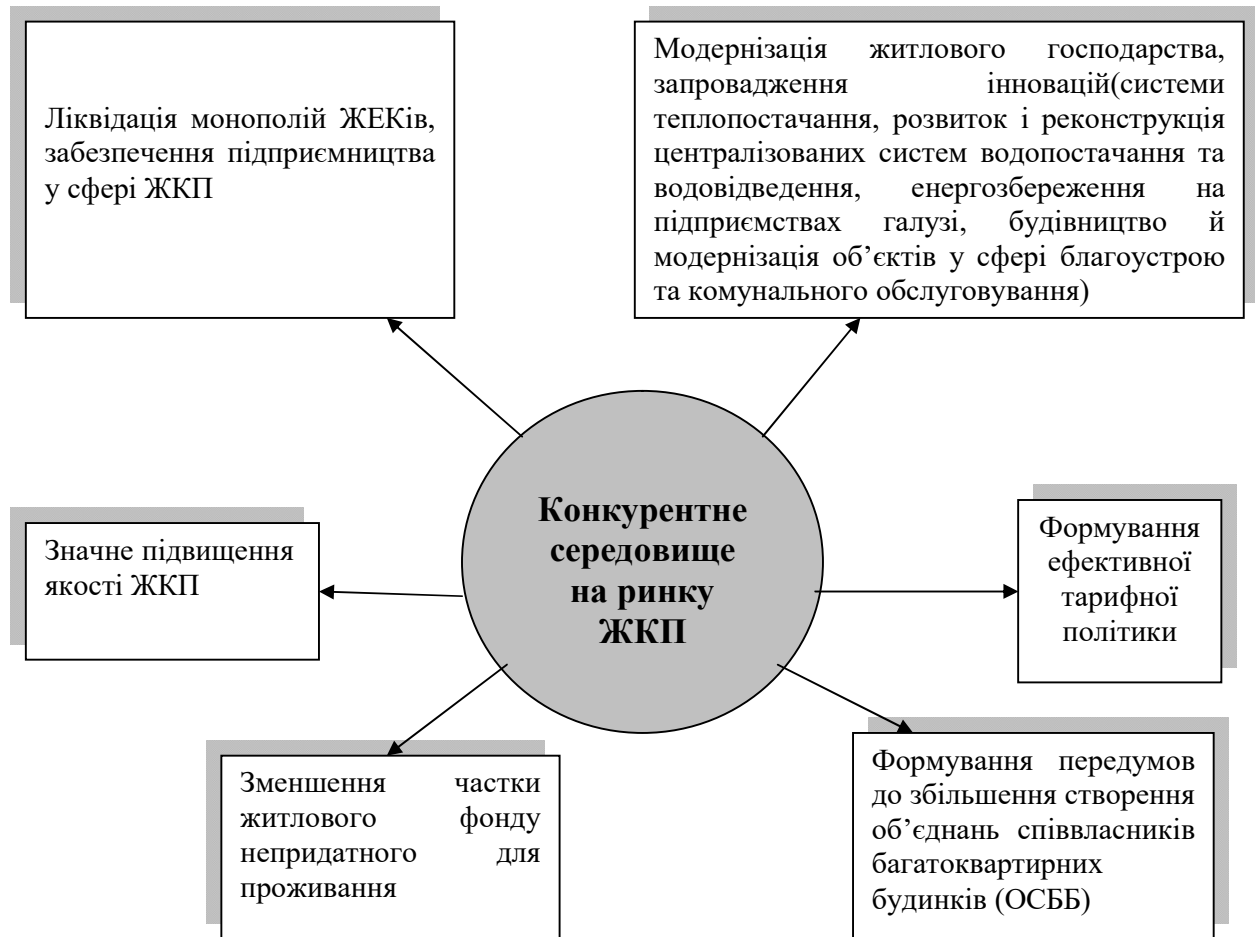 Ліквідація монополій ЖЕКів,
забезпечення підприємництва
у сфері ЖКП
Модернізація житлового господарства,
запровадження інновацій(системи
теплопостачання, розвиток і реконструкція
централізованих систем водопостачання та
водовідведення, енергозбереження на
підприємствах галузі, будівництво й
модернізація об’єктів у сфері благоустрою
та комунального обслуговування)
Конкурентне
середовище
на ринку
ЖКП
Значне підвищення
якості ЖКП
Формування
ефективної
тарифної
політики
Зменшення частки
житлового фонду
непридатного для
проживання
Формування передумов
до збільшення створення
об’єднань співвласників
багатоквартирних
будинків (ОСББ)